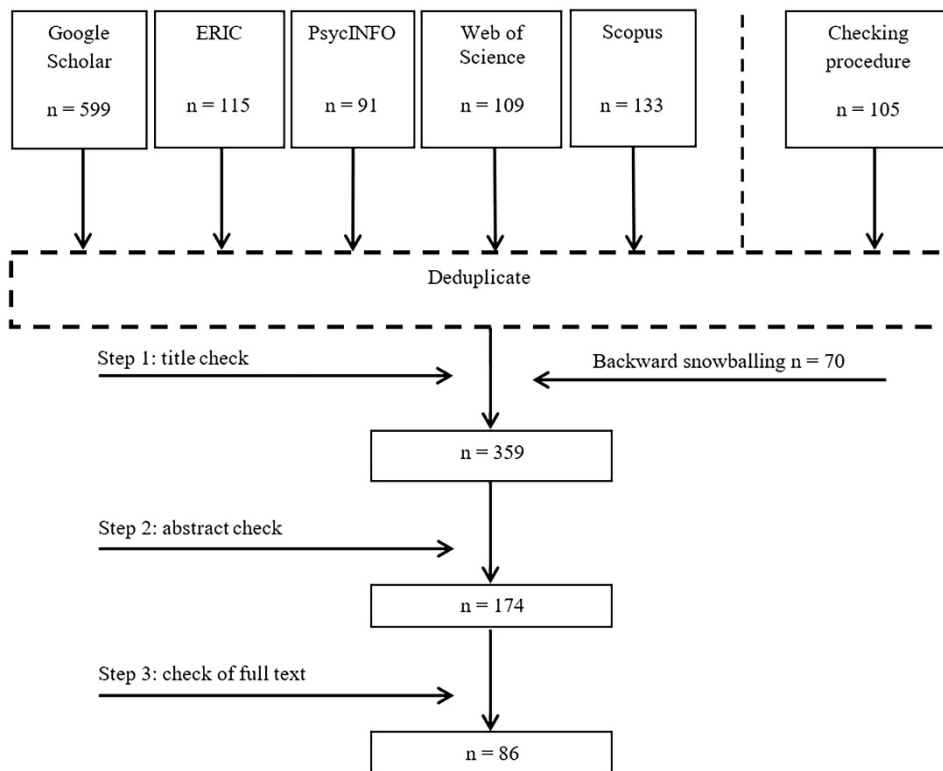 Google
Scholar
n = 599
ERIC
n = 115
PsycINFO
n = 91
Web of
Science
n = 109
Scopus
n = 133
Checking
procedure
n = 105
Deduplicate
Step 1: title check
Backward snowballing n = 70
n = 359
Step 2: abstract check
n = 174
Step 3: check of full text
n = 86